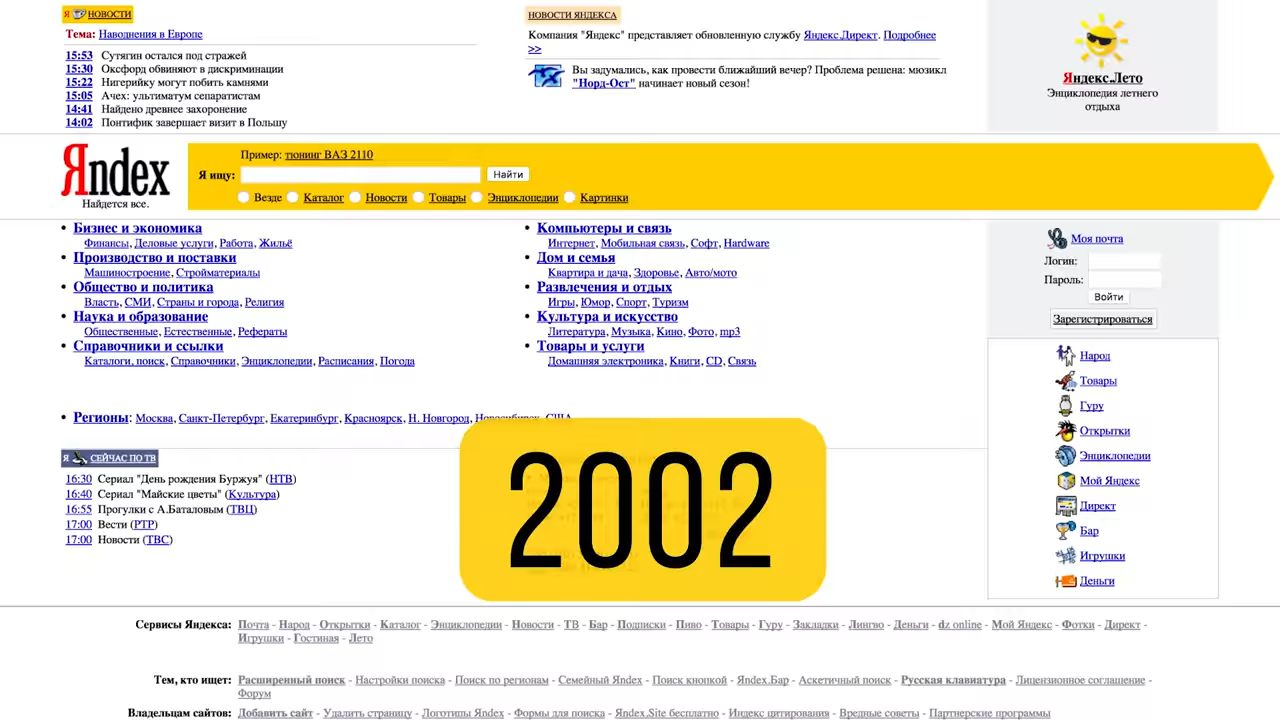 Я НОВОСТИ
Тема: Наводнения в Европе
15:53 Сутягин остался под стражей
15:30 Оксфорд обвиняют в дискриминации
15:22 Нигерийку могут побить камнями
15:05 Ачех: ультиматум сепаратистам
14:41 Найдено древнее захоронение
14:02 Понтифик завершает визит в Польшу
НОВОСТИ ЯНДЕКСА
Компания "Яндекс" представляет обновленную службу Яндекс.Директ. Подробнее
>>
Вы задумались, как провести ближайший вечер? Проблема решена: мюзикл
"Норд-Ост" начинает новый сезон!
Яндекс.Лето
Энциклопедия летнего
отдыха
Яndex
Найдется все.
Пример: тюнинг ВАЗ 2110
Я ищу:
Найти
Везде Каталог Новости Товары Энциклопедии Картинки
Бизнес и экономика
Финансы, Деловые услуги, Работа, Жильё
Производство и поставки
Машиностроение, Стройматериалы
Общество и политика
Власть, СМИ, Страны и города, Религия
Наука и образование
Общественные, Естественные, Рефераты
Справочники и ссылки
Каталоги, поиск, Справочники, Энциклопедии, Расписания, Погода
Компьютеры и связь
Интернет, Мобильная связь, Софт, Hardware
Дом и семья
Квартира и дача, Здоровье, Авто/мото
Развлечения и отдых
Игры, Юмор, Спорт, Туризм
Культура и искусство
Литература, Музыка, Кино, Фото, mp3
Товары и услуги
Домашняя электроника, Книги, CD, Связь
Моя почта
Логин:
Пароль:
Войти
Зарегистрироваться
Народ
Товары
Гуру
Открытки
Энциклопедии
Мой Яндекс
Директ
Бар
Игрушки
Деньги
Регионы: Москва, Санкт-Петербург, Екатеринбург, Красноярск, Н. Новгород, Новосибирск, США
Я СЕЙЧАС ПО ТВ
16:30 Сериал "День рождения Буржуя" (НТВ)
16:40 Сериал "Майские цветы" (Культура)
16:55 Прогулки с А.Баталовым (ТВЦ)
17:00 Вести (РТР)
17:00 Новости (ТВС)
2002
Сервисы Яндекса: Почта - Народ - Открытки - Каталог - Энциклопедии - Новости - ТВ - Бар - Подписки - Пиво - Товары - Гуру - Закладки - Лингво - Деньги - dz online - Мой Яндекс - Фотки - Директ -
Игрушки - Гостиная - Лето
Тем, кто ищет: Расширенный поиск - Настройки поиска - Поиск по регионам - Семейный Яndex - Поиск кнопкой - Яndex.Бар - Аскетичный поиск - Русская клавиатура - Лицензионное соглашение -
Форум
Владельцам сайтов: Добавить сайт - Удалить страницу - Логотипы Яndex - Формы для поиска - Яndex.Site бесплатно - Индекс цитирования - Вредные советы - Партнерские программы